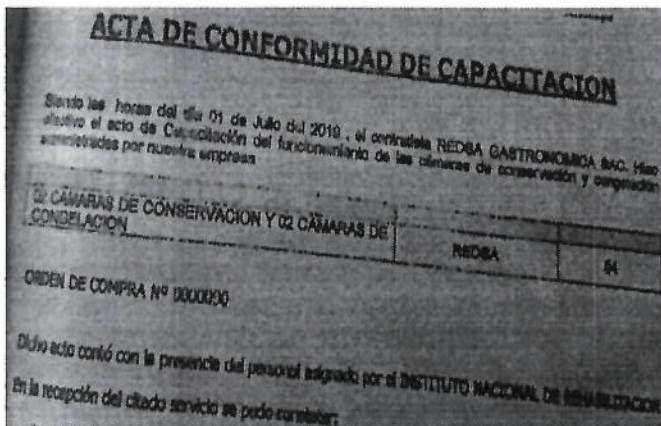 ACTA DE CONFORMIDAD DE CAPACITACION
Siendo las horas del día 01 de Julio del 2019 , el contratista REDSA GASTRONOMICA SAC. Hizo
efectivo el acto de Capacitación del funcionamiento de las cámaras de conservación y congelación
suministradas por nuestra empresa
02 CÁMARAS DE CONSERVACION Y 02 CÁMARAS DE
CONGELACION
REDSA
04
ORDEN DE COMPRA Nº
Dicho acto contó con la presencia del personal asignado por el INSTITUTO NACIONAL DE REHABILITACION
En la recepción del citado servicio se pudo constatar: